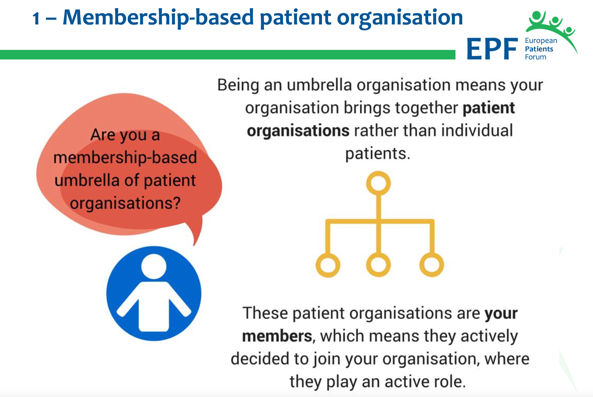 1 – Membership-based patient organisation
EPF
European
Patients
Forum
Being an umbrella organisation means your
organisation brings together patient
organisations rather than individual
patients.
Are you a
membership-based
umbrella of patient
organisations?
These patient organisations are your
members, which means they actively
decided to join your organisation, where
they play an active role.